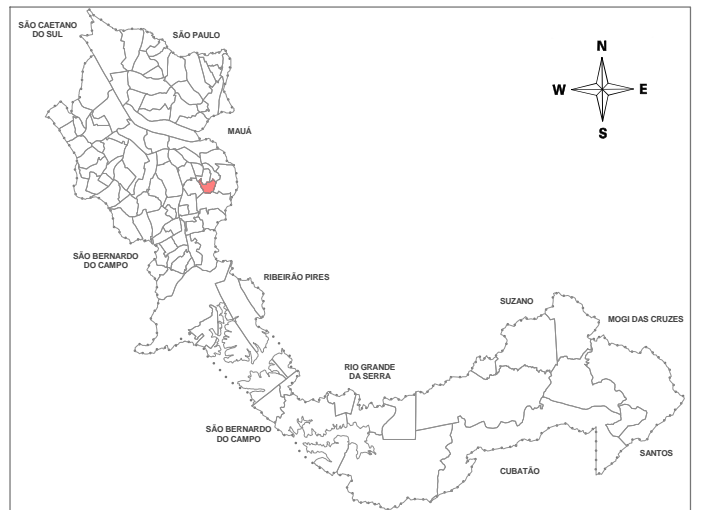 SÃO CAETANO
DO SUL
SÃO PAULO
N
W
E
S
MAUÁ
SÃO BERNARDO
DO CAMPO
RIBEIRÃO PIRES
SUZANO
MOGI DAS CRUZES
RIO GRANDE
DA SERRA
SÃO BERNARDO
DO CAMPO
SANTOS
CUBATÃO